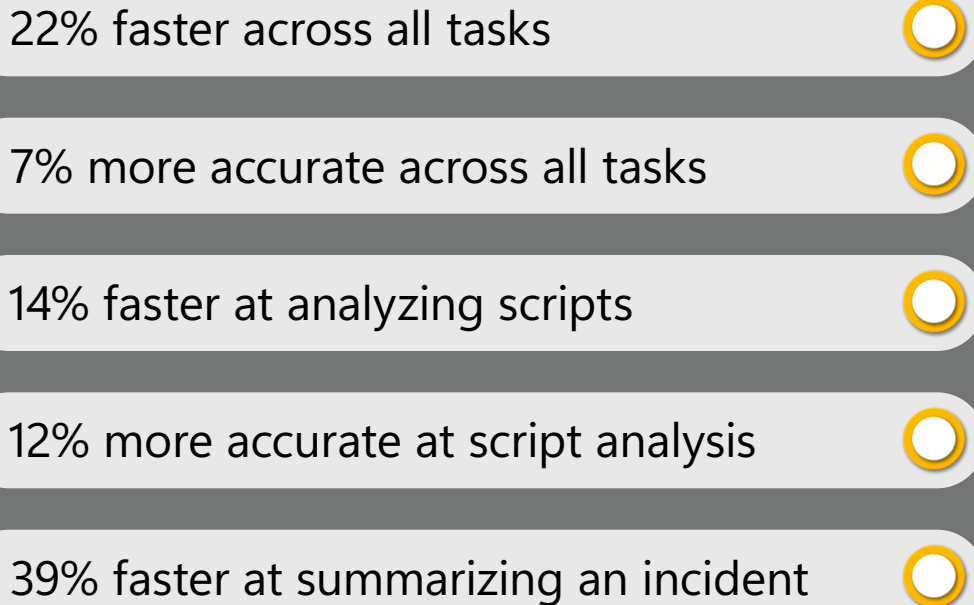 22% faster across all tasks
7% more accurate across all tasks
14% faster at analyzing scripts
12% more accurate at script analysis
39% faster at summarizing an incident